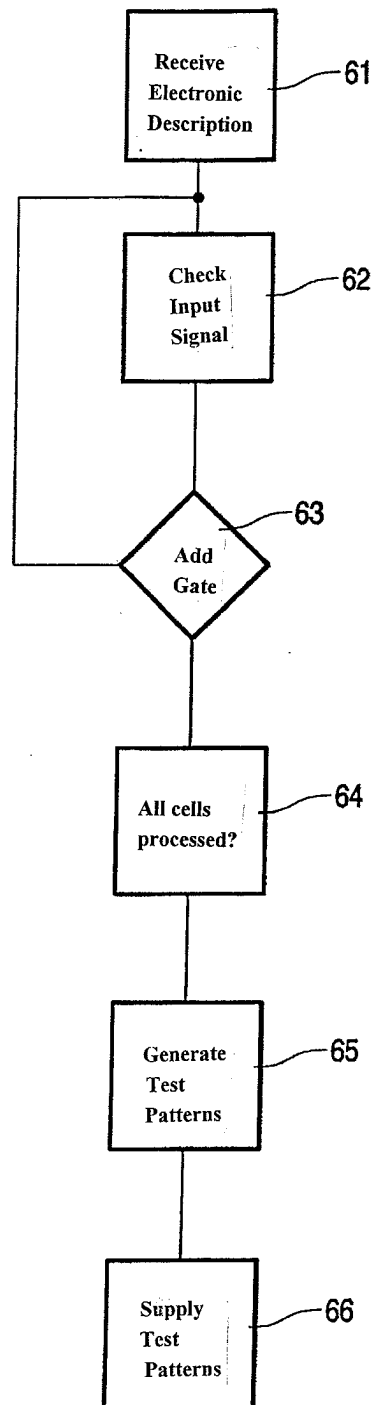 Receive
Electronic
Description
61
Check
Input
Signal
62
63
Add
Gate
All cells
processed?
64
Generate
Test
Patterns
65
Supply
Test
Patterns
66